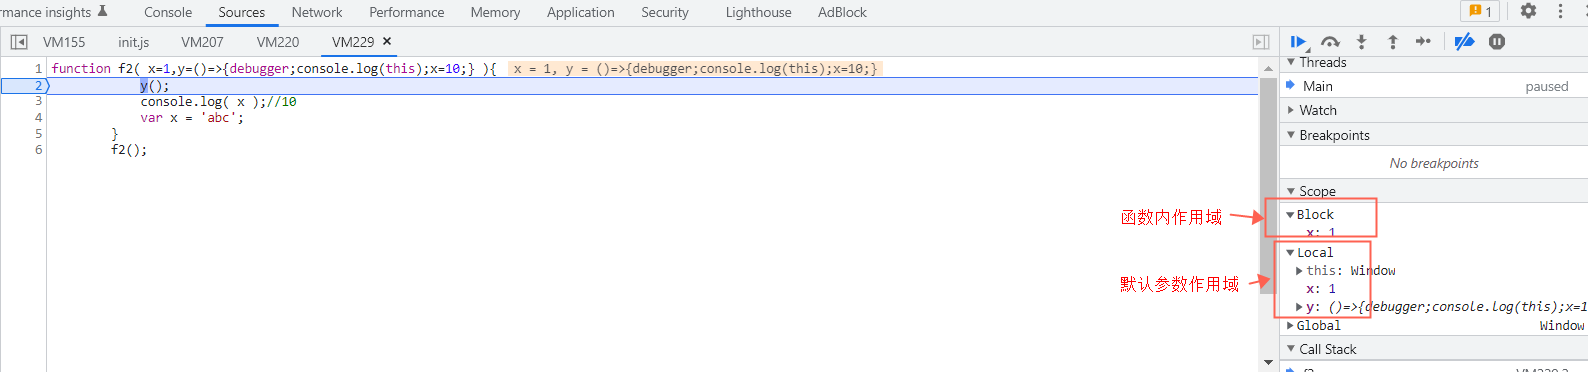 rmance insights Console Sources Network Performance Memory Application Security Lighthouse AdBlock 1
VM155 init.js VM207 VM220 VM229 ×
1 function f2( x=1,y=()=>{debugger;console.log(this);x=10;} ){ x = 1, y = ()=>{debugger;console.log(this);x=10;}
2 y();
3 console.log( x );//10
4 var x = 'abc';
5 }
6 f2();
Threads
Main paused
Watch
Breakpoints
No breakpoints
Scope
函数内作用域
Block
x: 1
默认参数作用域
Local
this: Window
x: 1
y: ()=>{debugger;console.log(this);x=1
Global Window
Call Stack